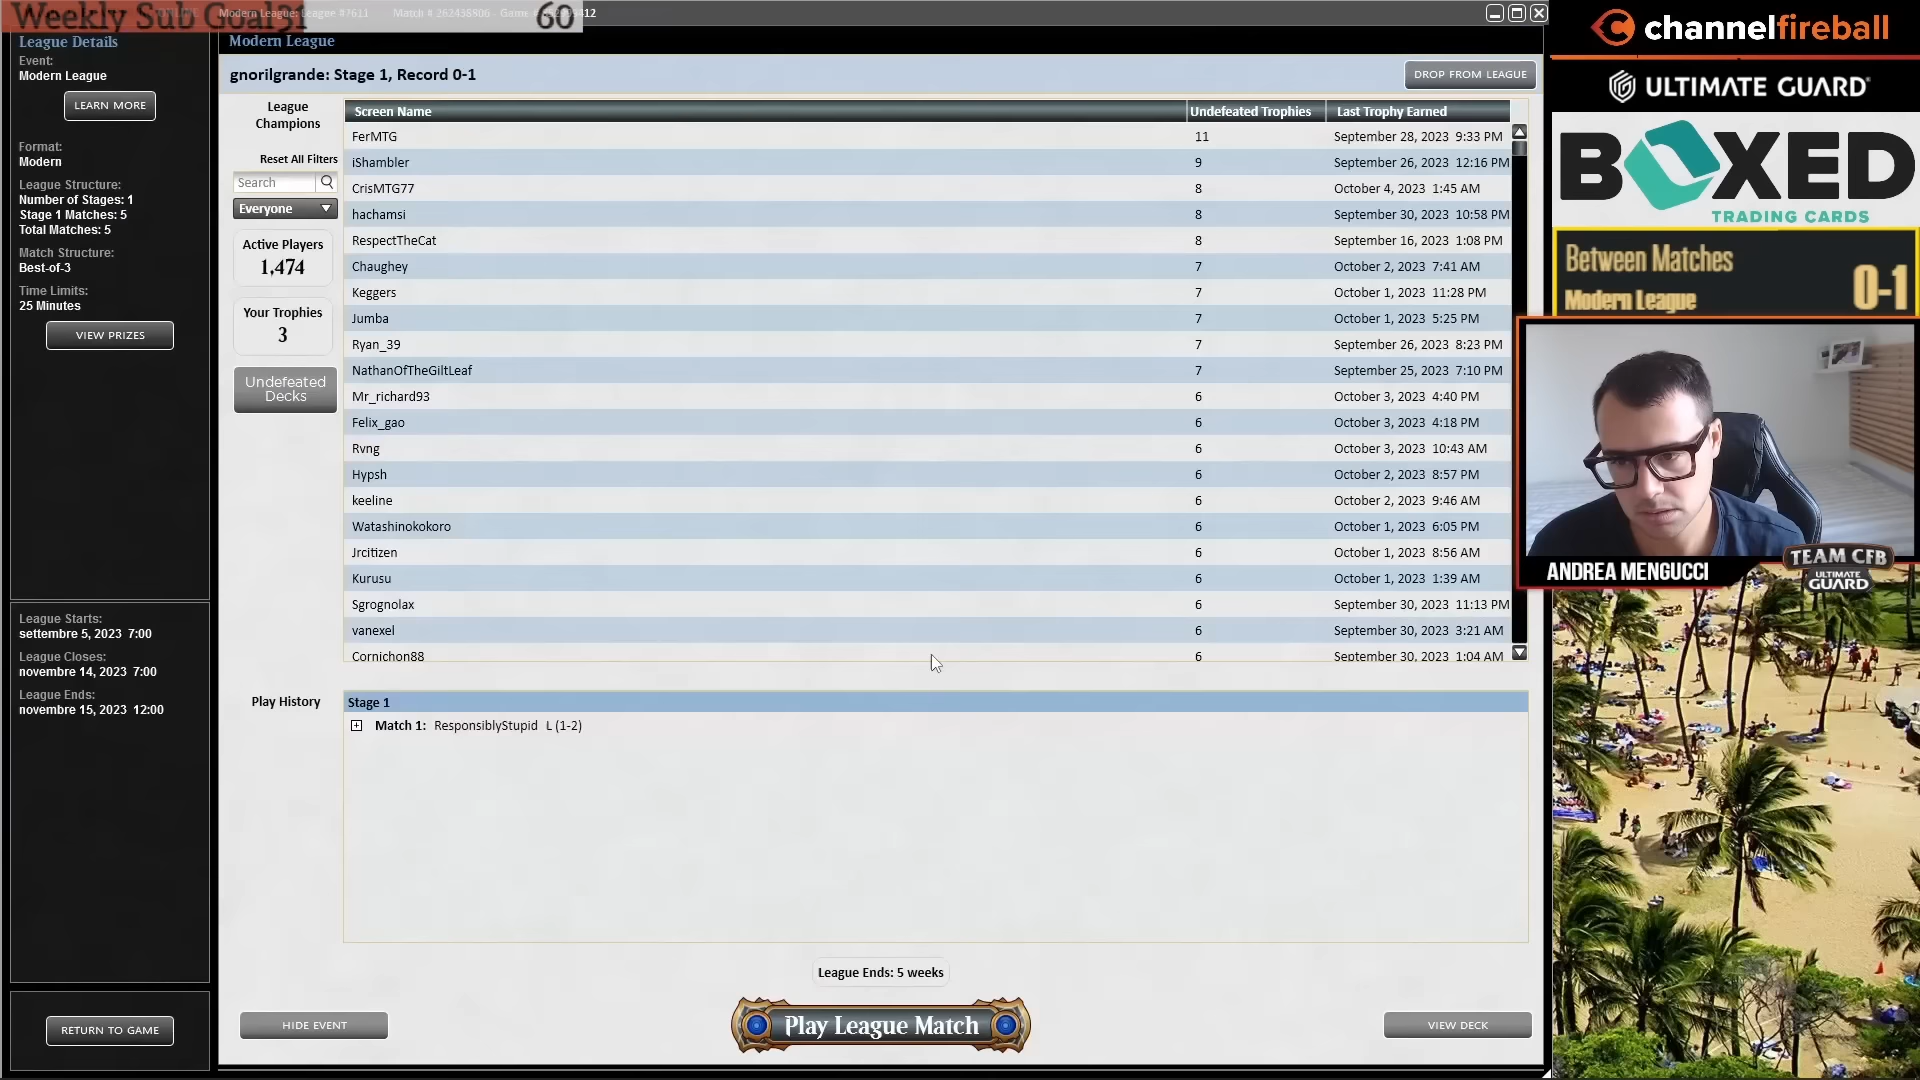 Weekly Sub Goal 31 60
Modern League: League #7611 Match # 262438806 - Game
412
League Details
Event:
Modern League
LEARN MORE
Format:
Modern
League Structure:
Number of Stages: 1
Stage 1 Matches: 5
Total Matches: 5
Match Structure:
Best-of-3
Time Limits:
25 Minutes
VIEW PRIZES
League Starts:
settembre 5, 2023 7:00
League Closes:
novembre 14, 2023 7:00
League Ends:
novembre 15, 2023 12:00
RETURN TO GAME
Modern League
gnorilgrande: Stage 1, Record 0-1
DROP FROM LEAGUE
League
Champions
Reset All Filters
Search
Everyone
Active Players
1,474
Your Trophies
3
Undefeated
Decks
Screen Name Undefeated Trophies Last Trophy Earned
FerMTG 11 September 28, 2023 9:33 PM
iShambler 9 September 26, 2023 12:16 PM
CrisMTG77 8 October 4, 2023 1:45 AM
hachamsi 8 September 30, 2023 10:58 PM
RespectTheCat 8 September 16, 2023 1:08 PM
Chaughey 7 October 2, 2023 7:41 AM
Keggers 7 October 1, 2023 11:28 PM
Jumba 7 October 1, 2023 5:25 PM
Ryan_39 7 September 26, 2023 8:23 PM
NathanOfTheGiltLeaf 7 September 25, 2023 7:10 PM
Mr_richard93 6 October 3, 2023 4:40 PM
Felix_gao 6 October 3, 2023 4:18 PM
Rvng 6 October 3, 2023 10:43 AM
Hypsh 6 October 2, 2023 8:57 PM
keeline 6 October 2, 2023 9:46 AM
Watashinokokoro 6 October 1, 2023 6:05 PM
Jrcitizen 6 October 1, 2023 8:56 AM
Kurusu 6 October 1, 2023 1:39 AM
Sgrognolax 6 September 30, 2023 11:13 PM
vanexel 6 September 30, 2023 3:21 AM
Cornichon88 6 September 30, 2023 1:04 AM
Play History
Stage 1
Match 1: ResponsiblyStupid L (1-2)
League Ends: 5 weeks
HIDE EVENT
Play League Match
VIEW DECK
channelfireball
ULTIMATE GUARD
BOXED
TRADING CARDS
Between Matches
Modern League
0-1
ANDREA MENGUCCI
TEAM CFB
ULTIMATE
GUARD